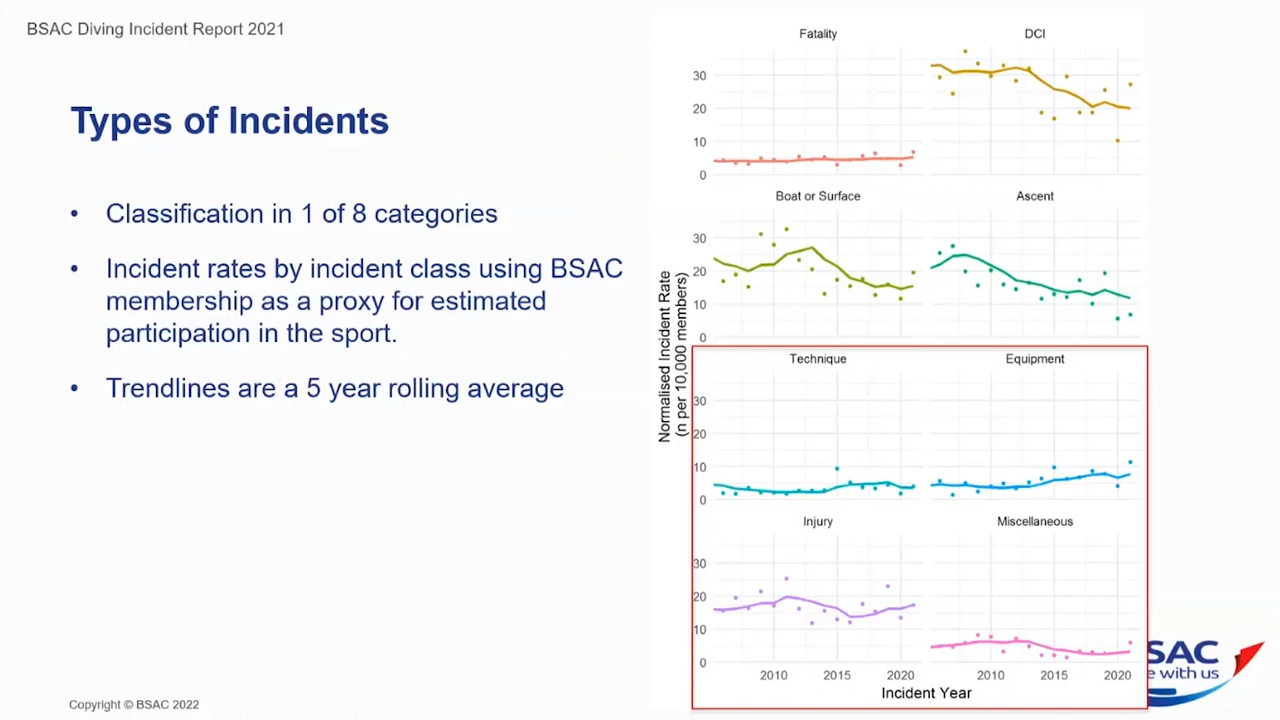 BSAC Diving Incident Report 2021
Types of Incidents
• Classification in 1 of 8 categories
• Incident rates by incident class using BSAC
membership as a proxy for estimated
participation in the sport.
• Trendlines are a 5 year rolling average
Fatality
DCI
30
20
10
0
Boat or Surface
Ascent
30
20
10
0
Normalised Incident Rate
(n per 10,000 members)
Technique
Equipment
30
20
10
0
Injury
Miscellaneous
30
20
10
0
2010 2015 2020
2010 2015 2020
Incident Year
SAC
e with us
Copyright © BSAC 2022